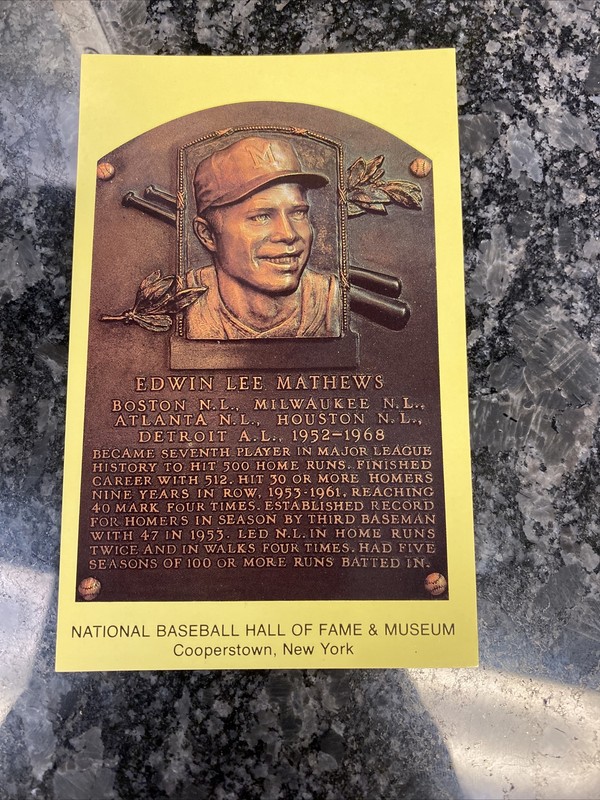 M
EDWIN LEE MATHEWS
BOSTON N.L., MILWAUKEE N.L.,
ATLANTA N.L., HOUSTON N.L.,
DETROIT A.L., 1952-1968
BECAME SEVENTH PLAYER IN MAJOR LEAGUE
HISTORY TO HIT 500 HOME RUNS. FINISHED
CAREER WITH 512. HIT 30 OR MORE HOMERS
NINE YEARS IN ROW, 1953-1961, REACHING
40 MARK FOUR TIMES. ESTABLISHED RECORD
FOR HOMERS IN SEASON BY THIRD BASEMAN
WITH 47 IN 1953. LED N.L. IN HOME RUNS
TWICE AND IN WALKS FOUR TIMES. HAD FIVE
SEASONS OF 100 OR MORE RUNS BATTED IN.
NATIONAL BASEBALL HALL OF FAME & MUSEUM
Cooperstown, New York